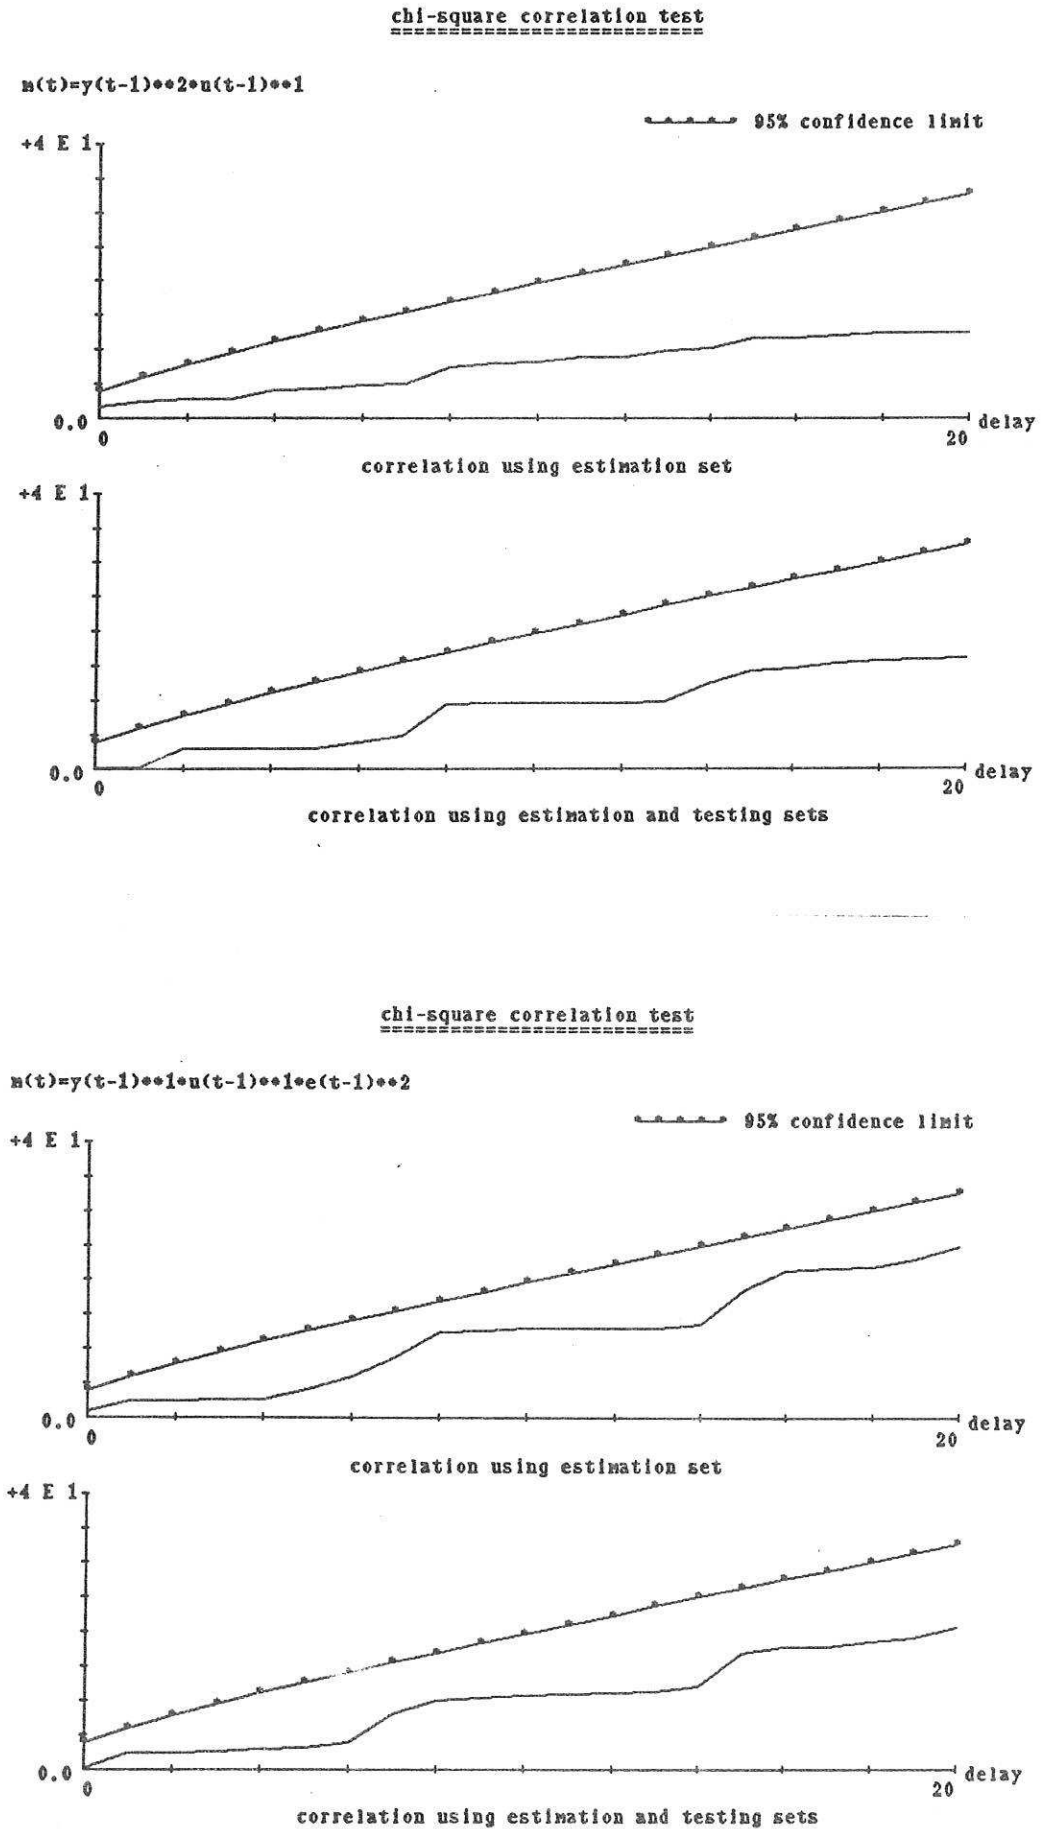 chi-square correlation test
===========================
m(t)=y(t-1)**2*u(t-1)**1
95% confidence limit
+4 E 1
0.0
0
20
delay
correlation using estimation set
+4 E 1
0.0
0
20
delay
correlation using estimation and testing sets
chi-square correlation test
===========================
m(t)=y(t-1)**1*u(t-1)**1*e(t-1)**2
95% confidence limit
+4 E 1
0.0
0
20
delay
correlation using estimation set
+4 E 1
0.0
0
20
delay
correlation using estimation and testing sets